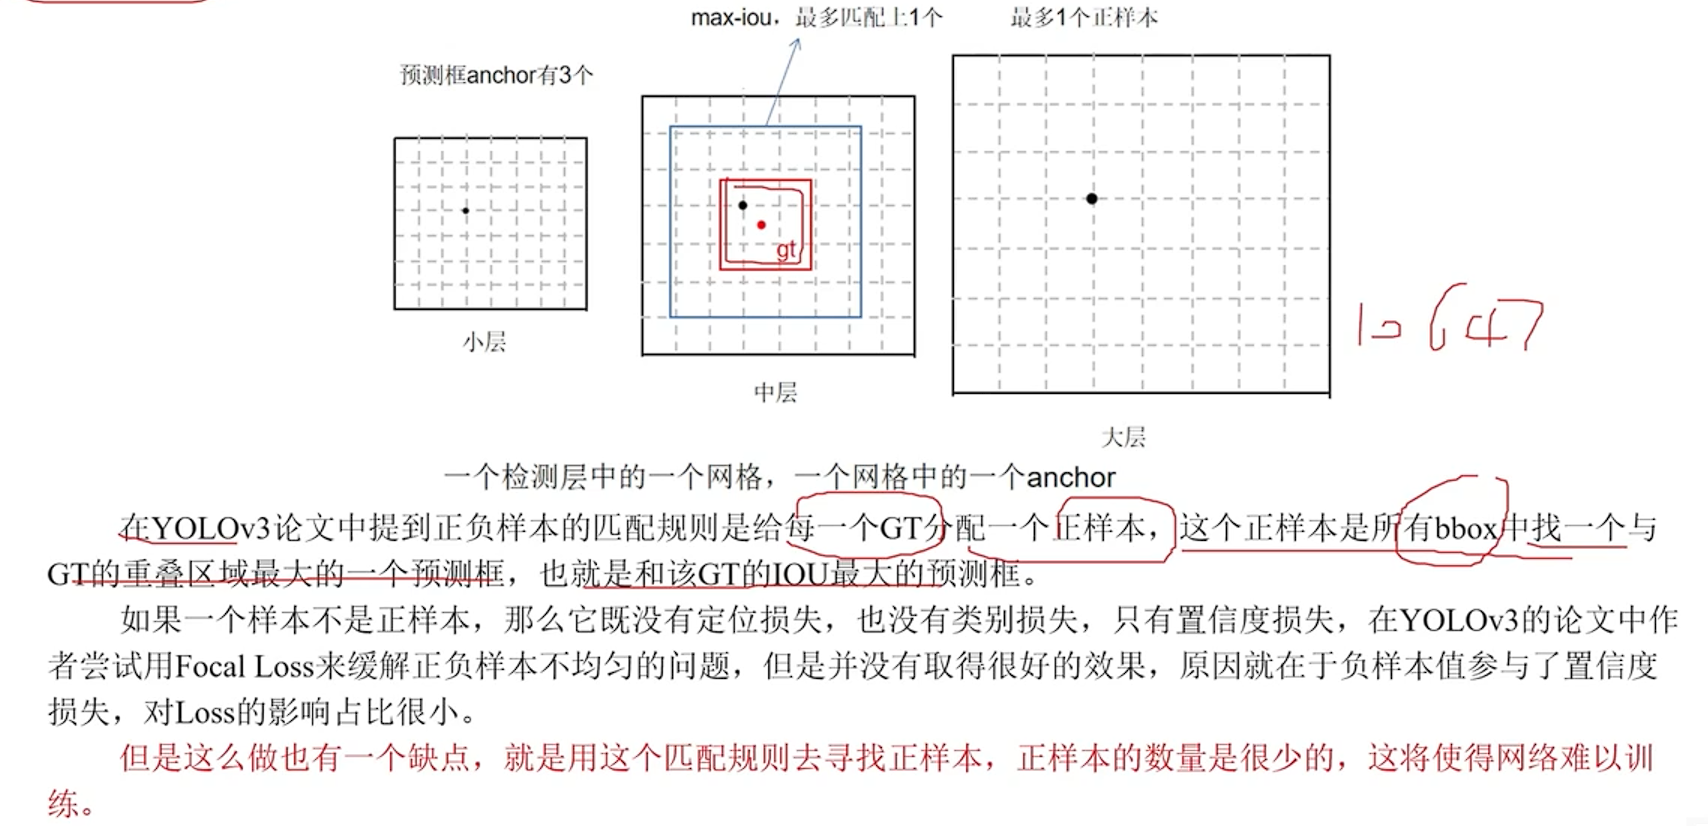 max-iou，最多匹配上1个
最多1个正样本
预测框anchor有3个
gt
10647
小层
中层
大层
一个检测层中的一个网格，一个网格中的一个anchor
在YOLOv3论文中提到正负样本的匹配规则是给每一个GT分配一个正样本，这个正样本是所有bbox中找一个与
GT的重叠区域最大的一个预测框，也就是和该GT的IOU最大的预测框。
如果一个样本不是正样本，那么它既没有定位损失，也没有类别损失，只有置信度损失，在YOLOv3的论文中作
者尝试用Focal Loss来缓解正负样本不均匀的问题，但是并没有取得很好的效果，原因就在于负样本值参与了置信度
损失，对Loss的影响占比很小。
但是这么做也有一个缺点，就是用这个匹配规则去寻找正样本，正样本的数量是很少的，这将使得网络难以训
练。